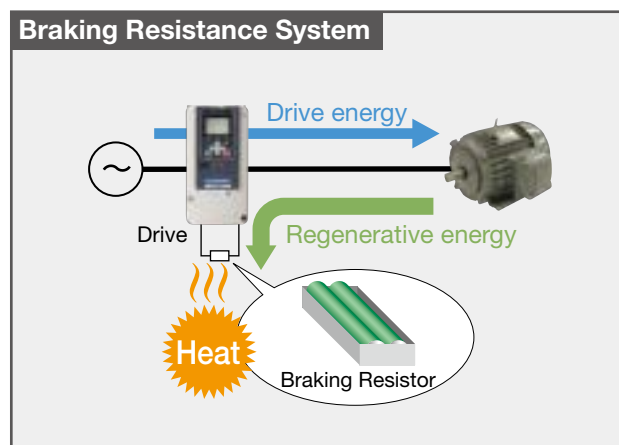 Braking Resistance System
Drive energy
~
Drive
Regenerative energy
Heat
Braking Resistor